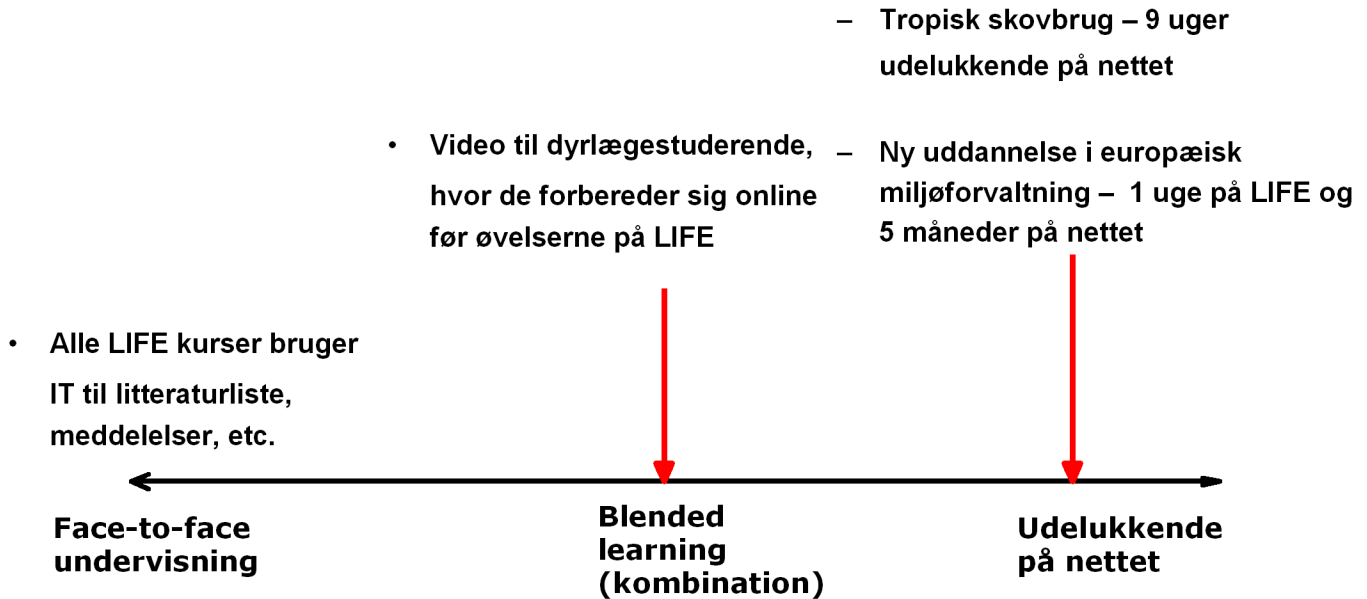 – Tropisk skovbrug – 9 uger
udelukkende på nettet
• Video til dyrlægestuderende,
hvor de forbereder sig online
før øvelserne på LIFE
– Ny uddannelse i europæisk
miljøforvaltning – 1 uge på LIFE og
5 måneder på nettet
• Alle LIFE kurser bruger
IT til litteraturliste,
meddelelser, etc.
Face-to-face
undervisning
Blended
learning
(kombination)
Udelukkende
på nettet